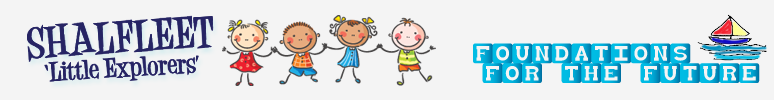 SHALFLEET
'Little Explorers'
FOUNDATIONS
FOR THE FUTURE